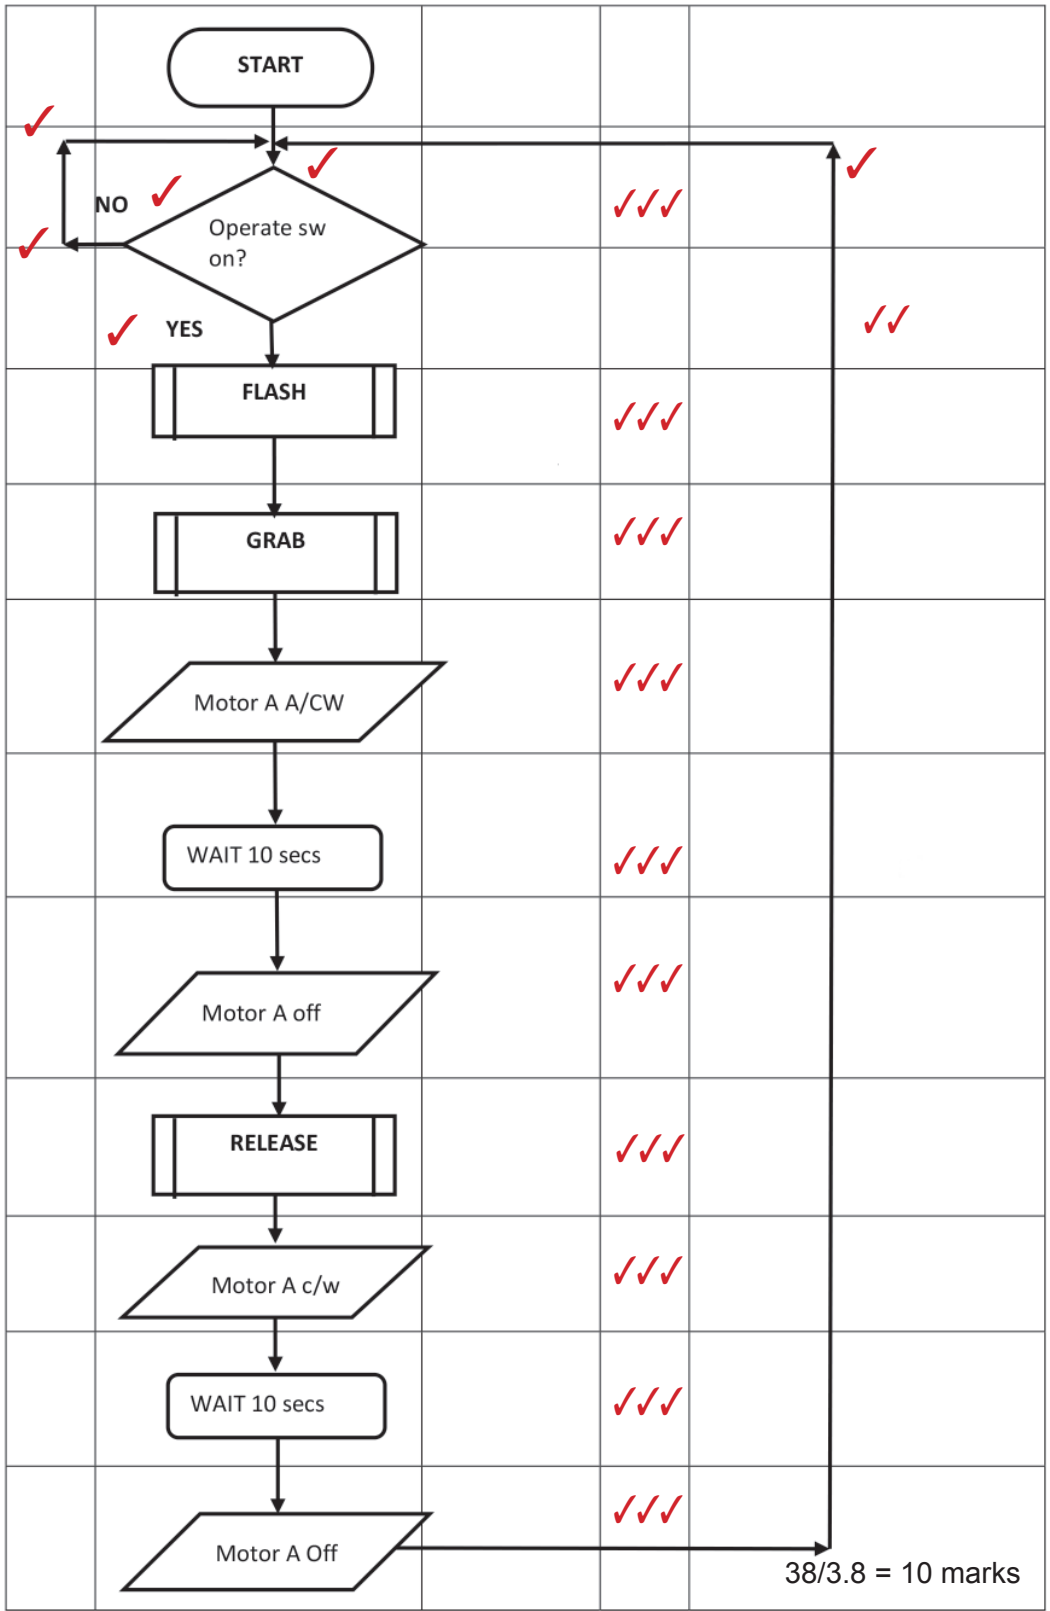 START
NO
Operate sw
on?
YES
FLASH
GRAB
Motor A A/CW
WAIT 10 secs
Motor A off
RELEASE
Motor A c/w
WAIT 10 secs
Motor A Off
38/3.8 = 10 marks